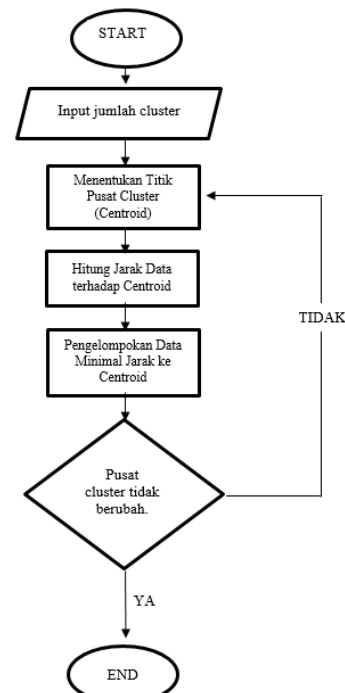 START
Input jumlah cluster
Menentukan Titik
Pusat Cluster
(Centroid)
Hitung Jarak Data
terhadap Centroid
TIDAK
Pengelompokan Data
Minimal Jarak ke
Centroid
Pusat
cluster tidak
berubah.
YA
END